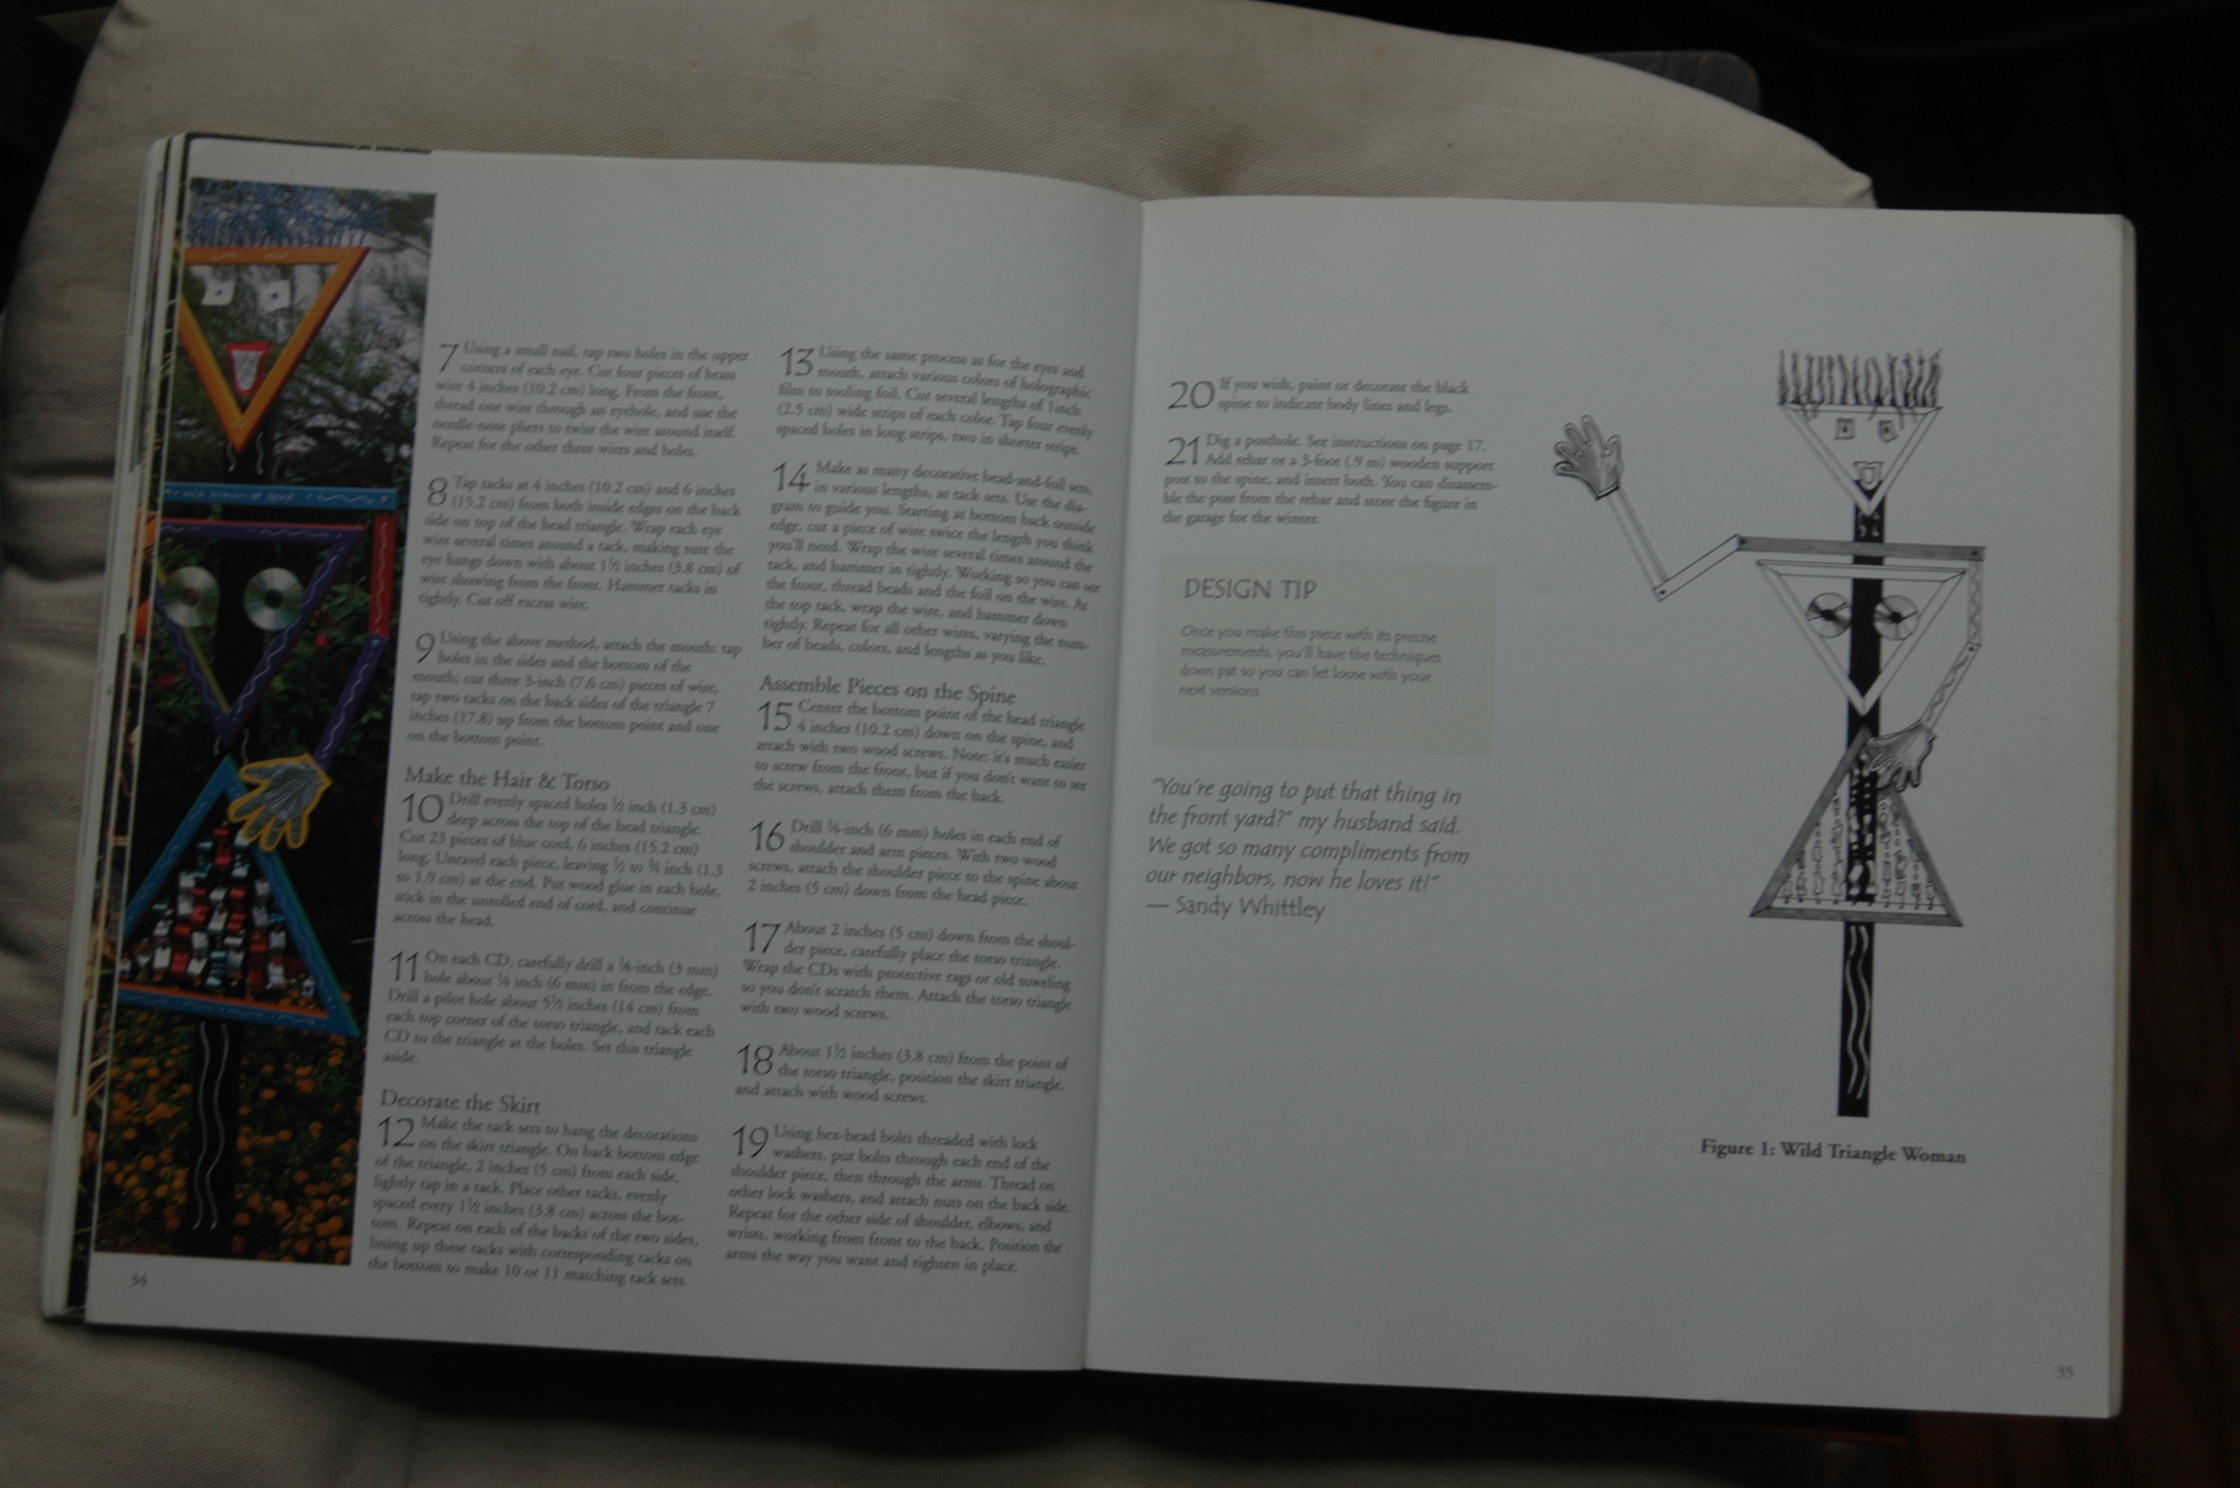 7 Using a small nail, tap two holes in the upper
corners of each eye. Cut four pieces of brass
wire 4 inches (10.2 cm) long. From the front,
thread one wire through an eyehole, and use the
needle-nose pliers to twist the wire around itself.
Repeat for the other three wires and holes.
8 Tap tacks at 4 inches (10.2 cm) and 6 inches
(15.2 cm) from both inside edges on the back
side on top of the head triangle. Wrap each eye
wire several times around a tack, making sure the
eye hangs down with about 1½ inches (3.8 cm) of
wire showing from the front. Hammer tacks in
tightly. Cut off excess wire.
9 Using the above method, attach the mouth: tap
holes in the sides and the bottom of the
mouth; cut three 3-inch (7.6 cm) pieces of wire,
tap two tacks on the back sides of the triangle 7
inches (17.8) up from the bottom point and one
on the bottom point.
Make the Hair & Torso
10 Drill evenly spaced holes ½ inch (1.3 cm)
deep across the top of the head triangle.
Cut 23 pieces of blue cord, 6 inches (15.2 cm)
long. Unravel each piece, leaving ½ to ¾ inch (1.3
to 1.9 cm) at the end. Put wood glue in each hole,
stick in the unrolled end of cord, and continue
across the head.
11 On each CD, carefully drill a ⅛-inch (3 mm)
hole about ¼ inch (6 mm) in from the edge.
Drill a pilot hole about 5½ inches (14 cm) from
each top corner of the torso triangle, and tack each
CD to the triangle at the holes. Set this triangle
aside.
Decorate the Skirt
12 Make the tack sets to hang the decorations
on the skirt triangle. On back bottom edge
of the triangle, 2 inches (5 cm) from each side,
lightly tap in a tack. Place other tacks, evenly
spaced every 1½ inches (3.8 cm) across the bot-
tom. Repeat on each of the backs of the two sides,
lining up these tacks with corresponding tacks on
the bottom to make 10 or 11 matching tack sets.
34
13 Using the same process as for the eyes and
mouth, attach various colors of holographic
film to tooling foil. Cut several lengths of 1inch
(2.5 cm) wide strips of each color. Tap four evenly
spaced holes in long strips, two in shorter strips.
14 Make as many decorative bead-and-foil sets,
in various lengths, as tack sets. Use the dia-
gram to guide you. Starting at bottom back outside
edge, cut a piece of wire twice the length you think
you'll need. Wrap the wire several times around the
tack, and hammer in tightly. Working so you can see
the front, thread beads and the foil on the wire. At
the top tack, wrap the wire, and hammer down
tightly. Repeat for all other wires, varying the num-
ber of beads, colors, and lengths as you like.
Assemble Pieces on the Spine
15 Center the bottom point of the head triangle
4 inches (10.2 cm) down on the spine, and
attach with two wood screws. Note: it's much easier
to screw from the front, but if you don't want to see
the screws, attach them from the back.
16 Drill ¼-inch (6 mm) holes in each end of
shoulder and arm pieces. With two wood
screws, attach the shoulder piece to the spine about
2 inches (5 cm) down from the head piece.
17 About 2 inches (5 cm) down from the shoul-
der piece, carefully place the torso triangle.
Wrap the CDs with protective rags or old toweling
so you don't scratch them. Attach the torso triangle
with two wood screws.
18 About 1½ inches (3.8 cm) from the point of
the torso triangle, position the skirt triangle,
and attach with wood screws.
19 Using hex-head bolts threaded with lock
washers, put bolts through each end of the
shoulder piece, then through the arms. Thread on
other lock washers, and attach nuts on the back side.
Repeat for the other side of shoulder, elbows, and
wrists, working from front to the back. Position the
arms the way you want and tighten in place.
20 If you wish, paint or decorate the black
spine to indicate body lines and legs.
21 Dig a posthole. See instructions on page 17.
Add rebar or a 3-foot (.9 m) wooden support
post to the spine, and insert both. You can disassem-
ble the post from the rebar and store the figure in
the garage for the winter.
DESIGN TIP
Once you make this piece with its precise
measurements, you'll have the techniques
down pat so you can let loose with your
next versions.
"You're going to put that thing in
the front yard?" my husband said.
We got so many compliments from
our neighbors, now he loves it!"
— Sandy Whittley
Figure 1: Wild Triangle Woman
35